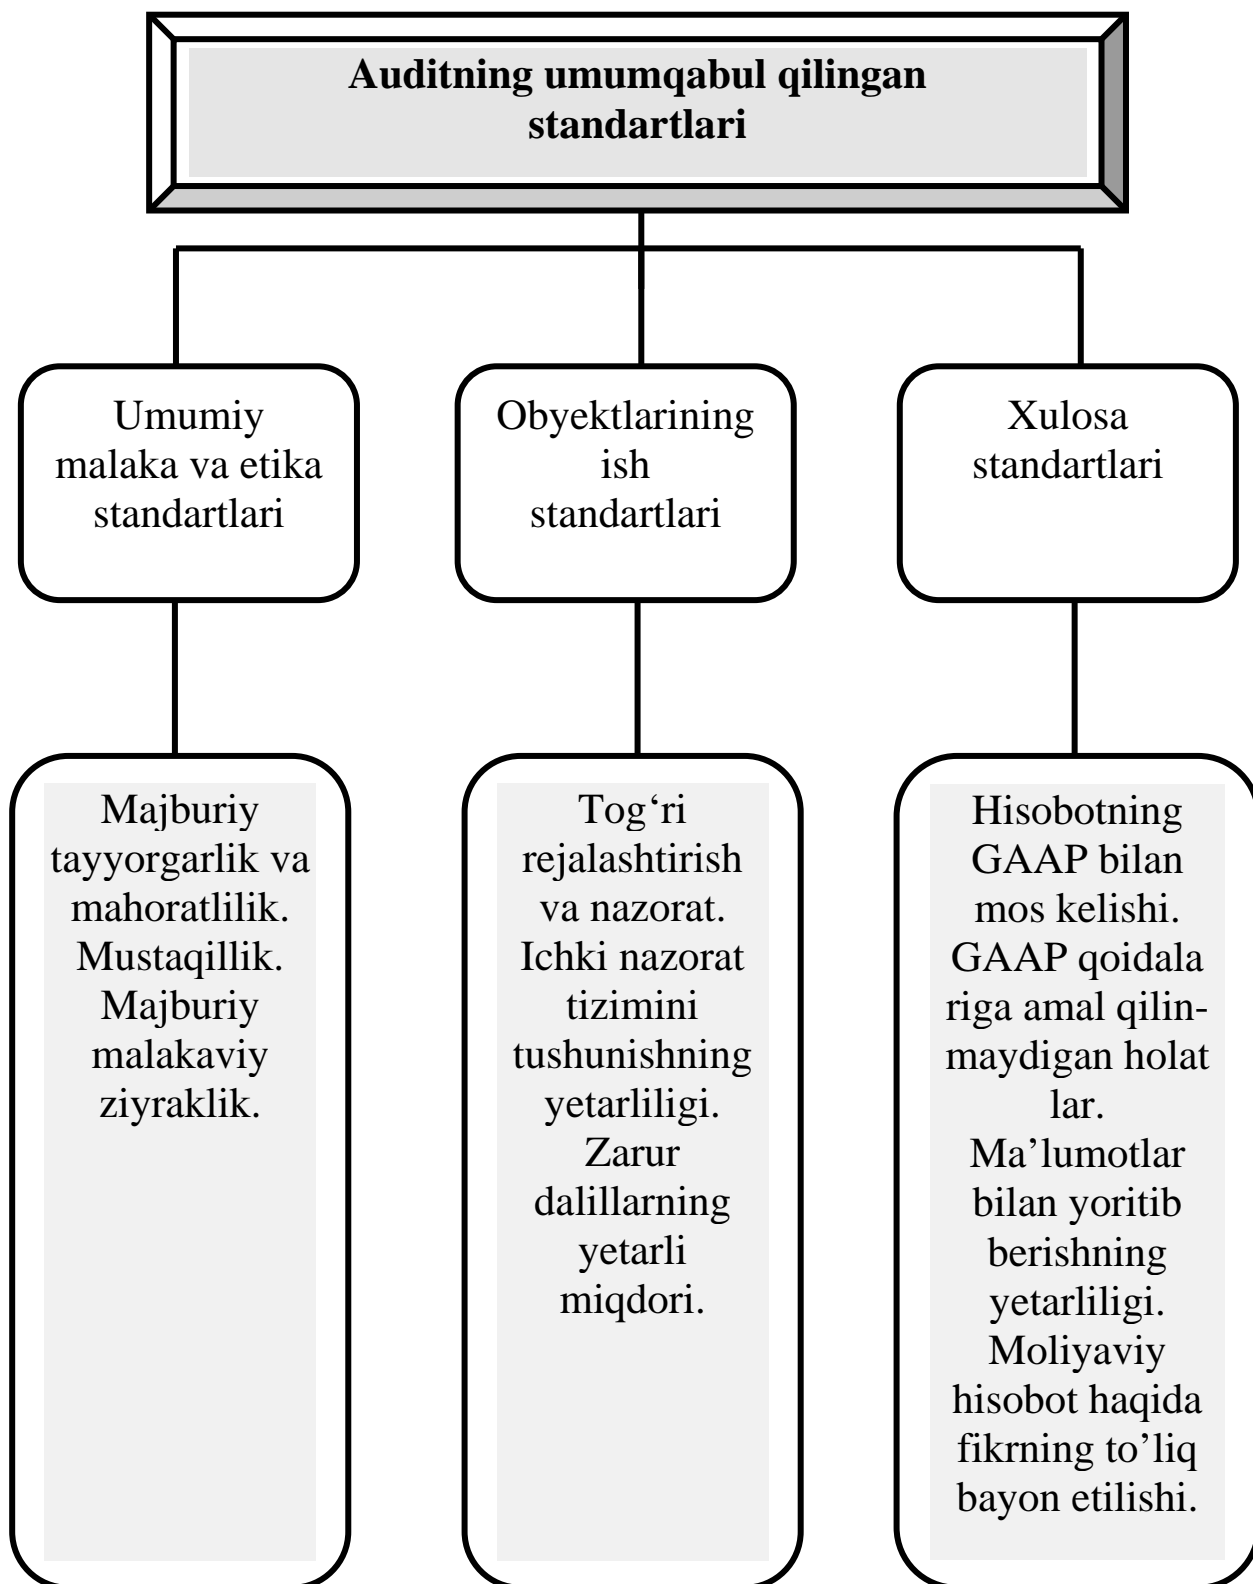 Auditning umumqabul qilingan
standartlari
Umumiy
malaka va etika
standartlari
Obyektlarining
ish
standartlari
Xulosa
standartlari
Majburiy
tayyorgarlik va
mahoratlilik.
Mustaqillik.
Majburiy
malakaviy
ziyraklik.
Tog‘ri
rejalashtirish
va nazorat.
Ichki nazorat
tizimini
tushunishning
yetarliligi.
Zarur
dalillarning
yetarli
miqdori.
Hisobotning
GAAP bilan
mos kelishi.
GAAP qoidala
riga amal qilin-
maydigan holat
lar.
Ma’lumotlar
bilan yoritib
berishning
yetarliligi.
Moliyaviy
hisobot haqida
fikrning to’liq
bayon etilishi.